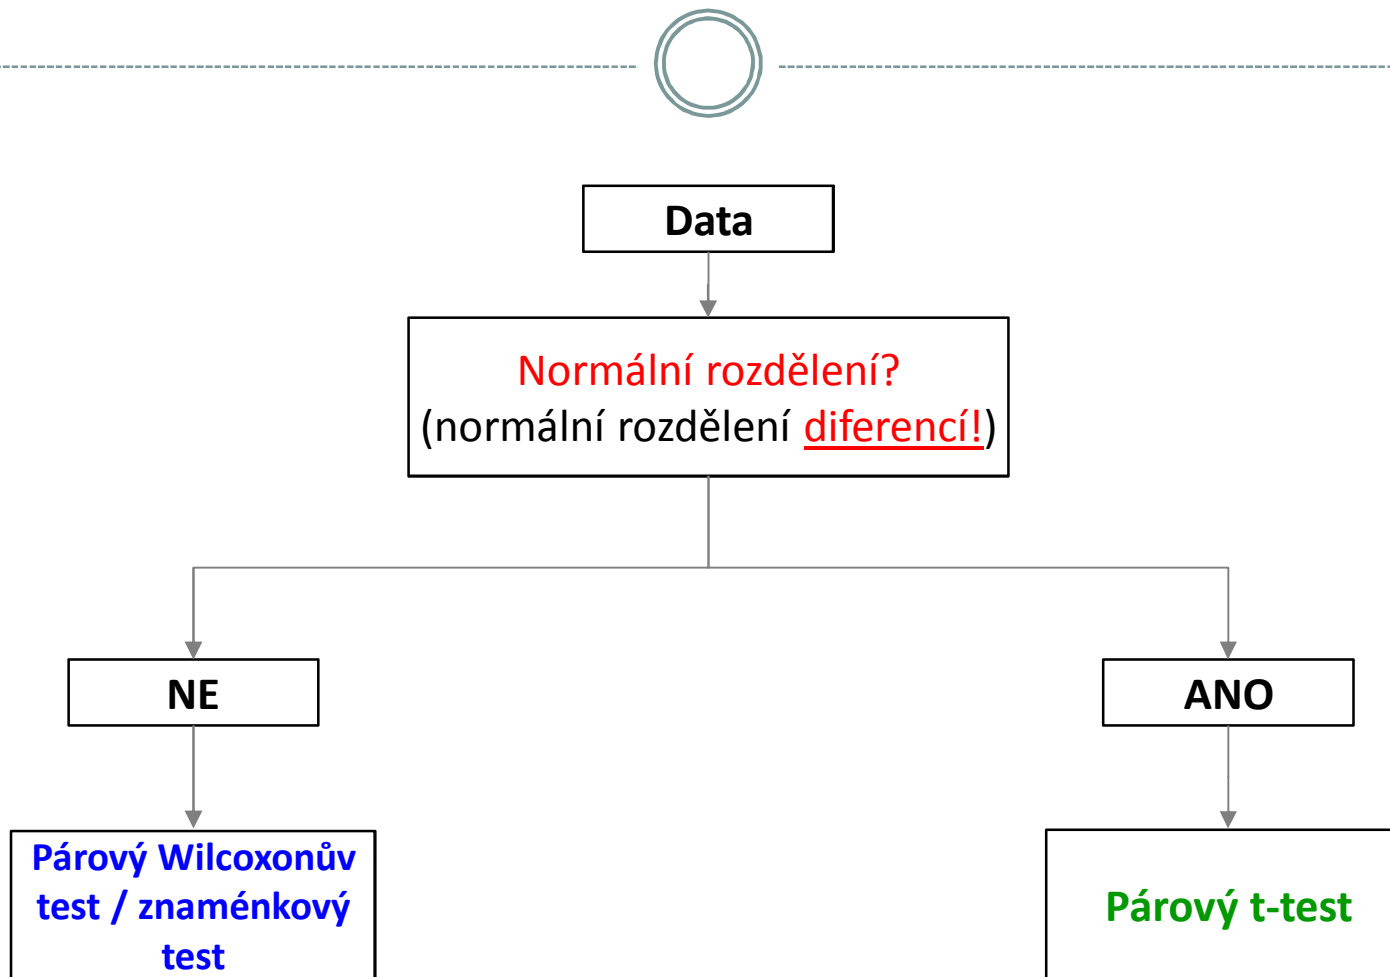 Data
Normální rozdělení?
(normální rozdělení diferencí!)
NE
ANO
Párový Wilcoxonův
test / znaménkový
test
Párový t-test